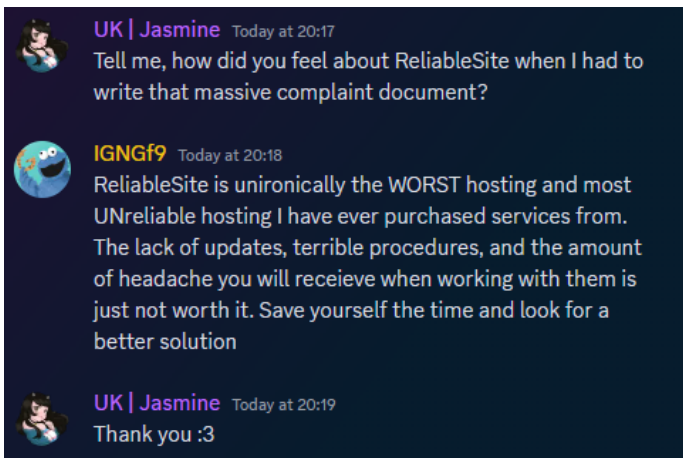 UK | Jasmine Today at 20:17
Tell me, how did you feel about ReliableSite when I had to
write that massive complaint document?
IGNGf9 Today at 20:18
ReliableSite is unironically the WORST hosting and most
UNreliable hosting I have ever purchased services from.
The lack of updates, terrible procedures, and the amount
of headache you will receieve when working with them is
just not worth it. Save yourself the time and look for a
better solution
UK | Jasmine Today at 20:19
Thank you :3